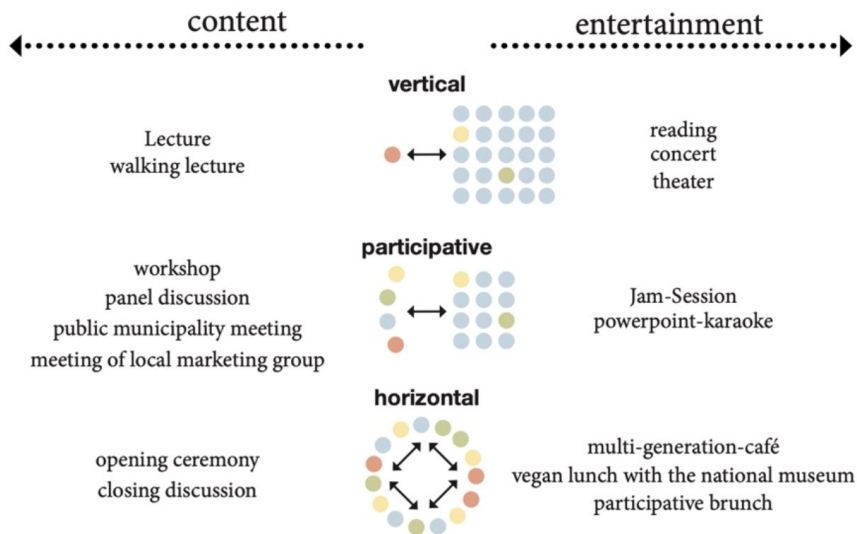 content
entertainment
vertical
Lecture
walking lecture
reading
concert
theater
participative
workshop
panel discussion
public municipality meeting
meeting of local marketing group
Jam-Session
powerpoint-karaoke
horizontal
opening ceremony
closing discussion
multi-generation-café
vegan lunch with the national museum
participative brunch